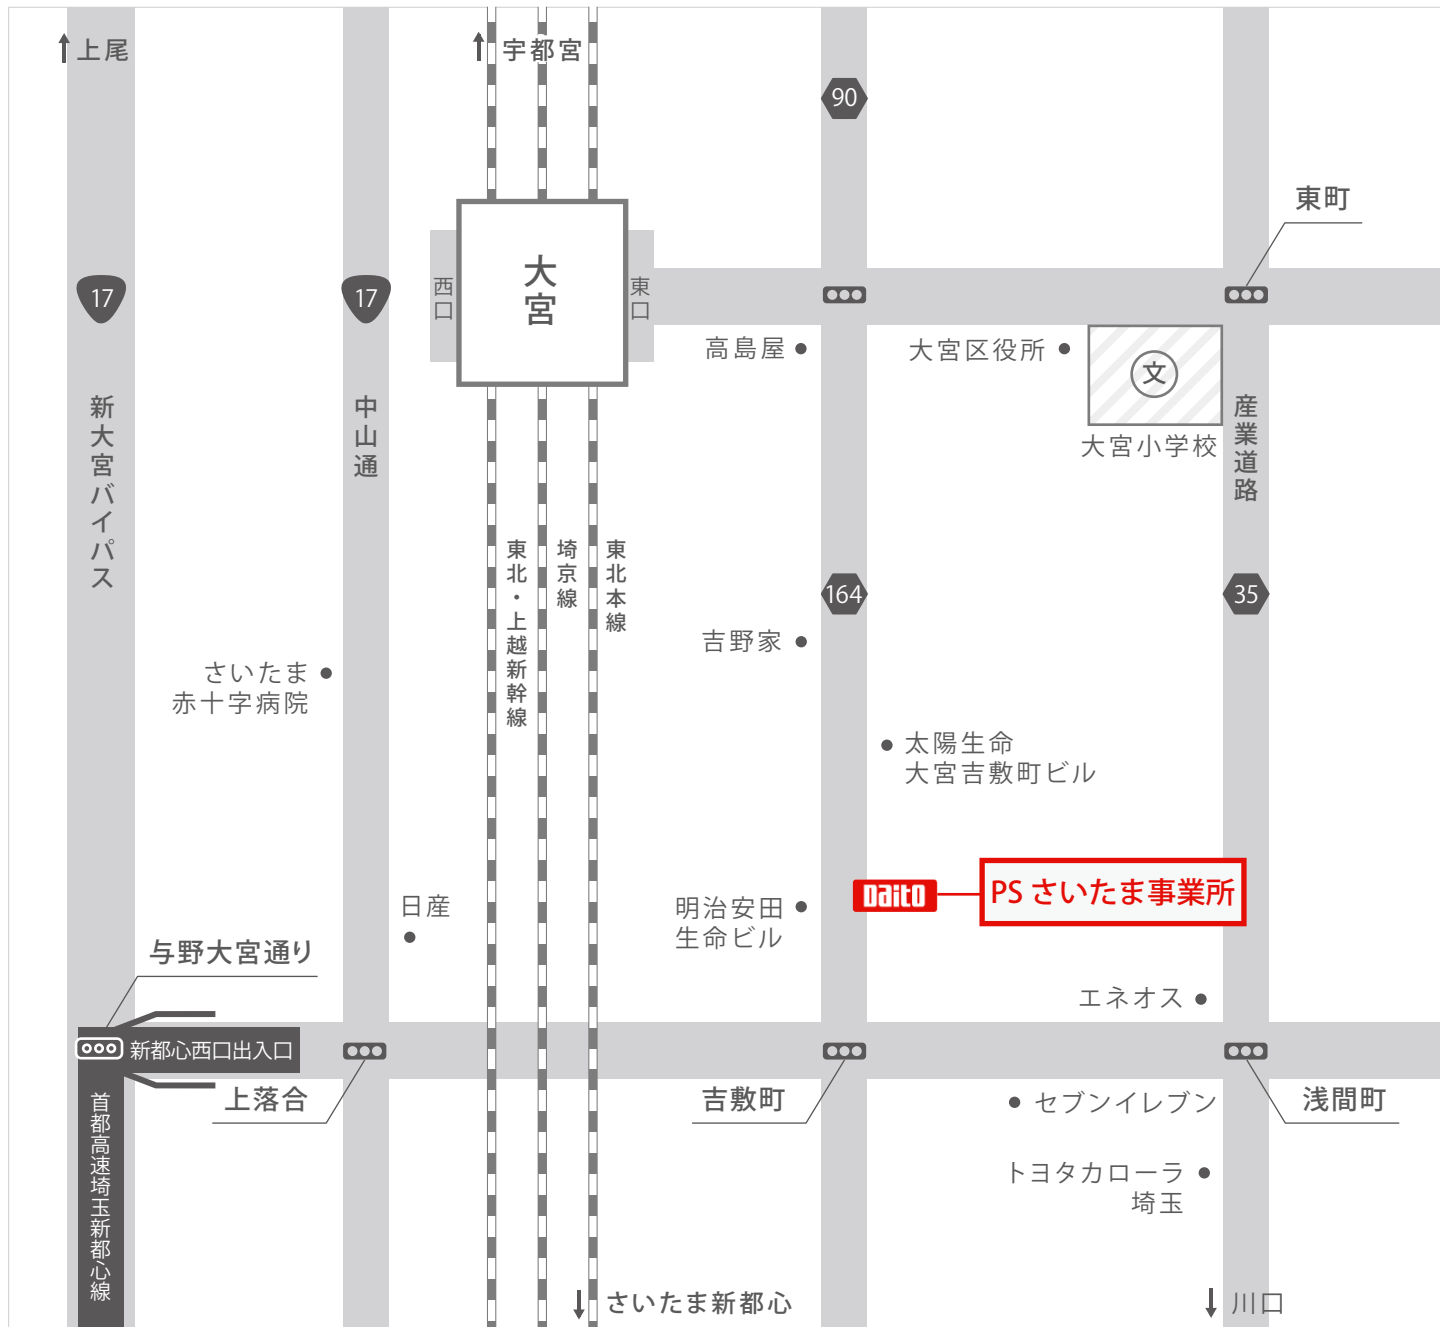 上尾
宇都宮
90
東町
17
17
西口
大宮
東口
高島屋
大宮区役所
文
大宮小学校
新大宮バイパス
中山通
産業道路
東北・上越新幹線
埼京線
東北本線
164
35
吉野家
さいたま
赤十字病院
太陽生命
大宮吉敷町ビル
Daito
PS さいたま事業所
日産
明治安田
生命ビル
与野大宮通り
エネオス
新都心西口出入口
上落合
吉敷町
セブンイレブン
浅間町
首都高速埼玉新都心線
トヨタカローラ
埼玉
さいたま新都心
川口